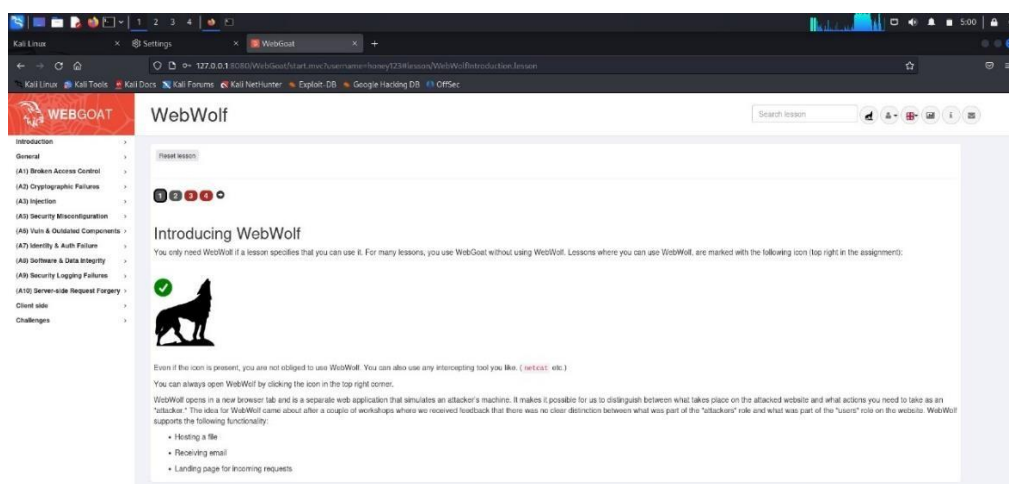 1 2 3 4
5:00
Kali Linux
Settings
WebGoat
127.0.0.1:8080/WebGoat/start.mvc?username=honey123#lesson/WebWolfIntroduction.lesson
Kali Linux Kali Tools Kali Docs Kali Forums Kali NetHunter Exploit-DB Google Hacking DB OffSec
WEBGOAT
WebWolf
Search lesson
Introduction
General
(A1) Broken Access Control
(A2) Cryptographic Failures
(A3) Injection
(A5) Security Misconfiguration
(A6) Vuln & Outdated Components
(A7) Identity & Auth Failure
(A8) Software & Data Integrity
(A9) Security Logging Failures
(A10) Server-side Request Forgery
Client side
Challenges
Reset lesson
1 2 3 4
Introducing WebWolf
You only need WebWolf if a lesson specifies that you can use it. For many lessons, you use WebGoat without using WebWolf. Lessons where you can use WebWolf, are marked with the following icon (top right in the assignment):
Even if the icon is present, you are not obliged to use WebWolf. You can also use any intercepting tool you like. ( netcat etc.)
You can always open WebWolf by clicking the icon in the top right corner.
WebWolf opens in a new browser tab and is a separate web application that simulates an attacker's machine. It makes it possible for us to distinguish between what takes place on the attacked website and what actions you need to take as an
"attacker." The idea for WebWolf came about after a couple of workshops where we received feedback that there was no clear distinction between what was part of the "attackers" role and what was part of the "users" role on the website. WebWolf
supports the following functionality:
• Hosting a file
• Receiving email
• Landing page for incoming requests